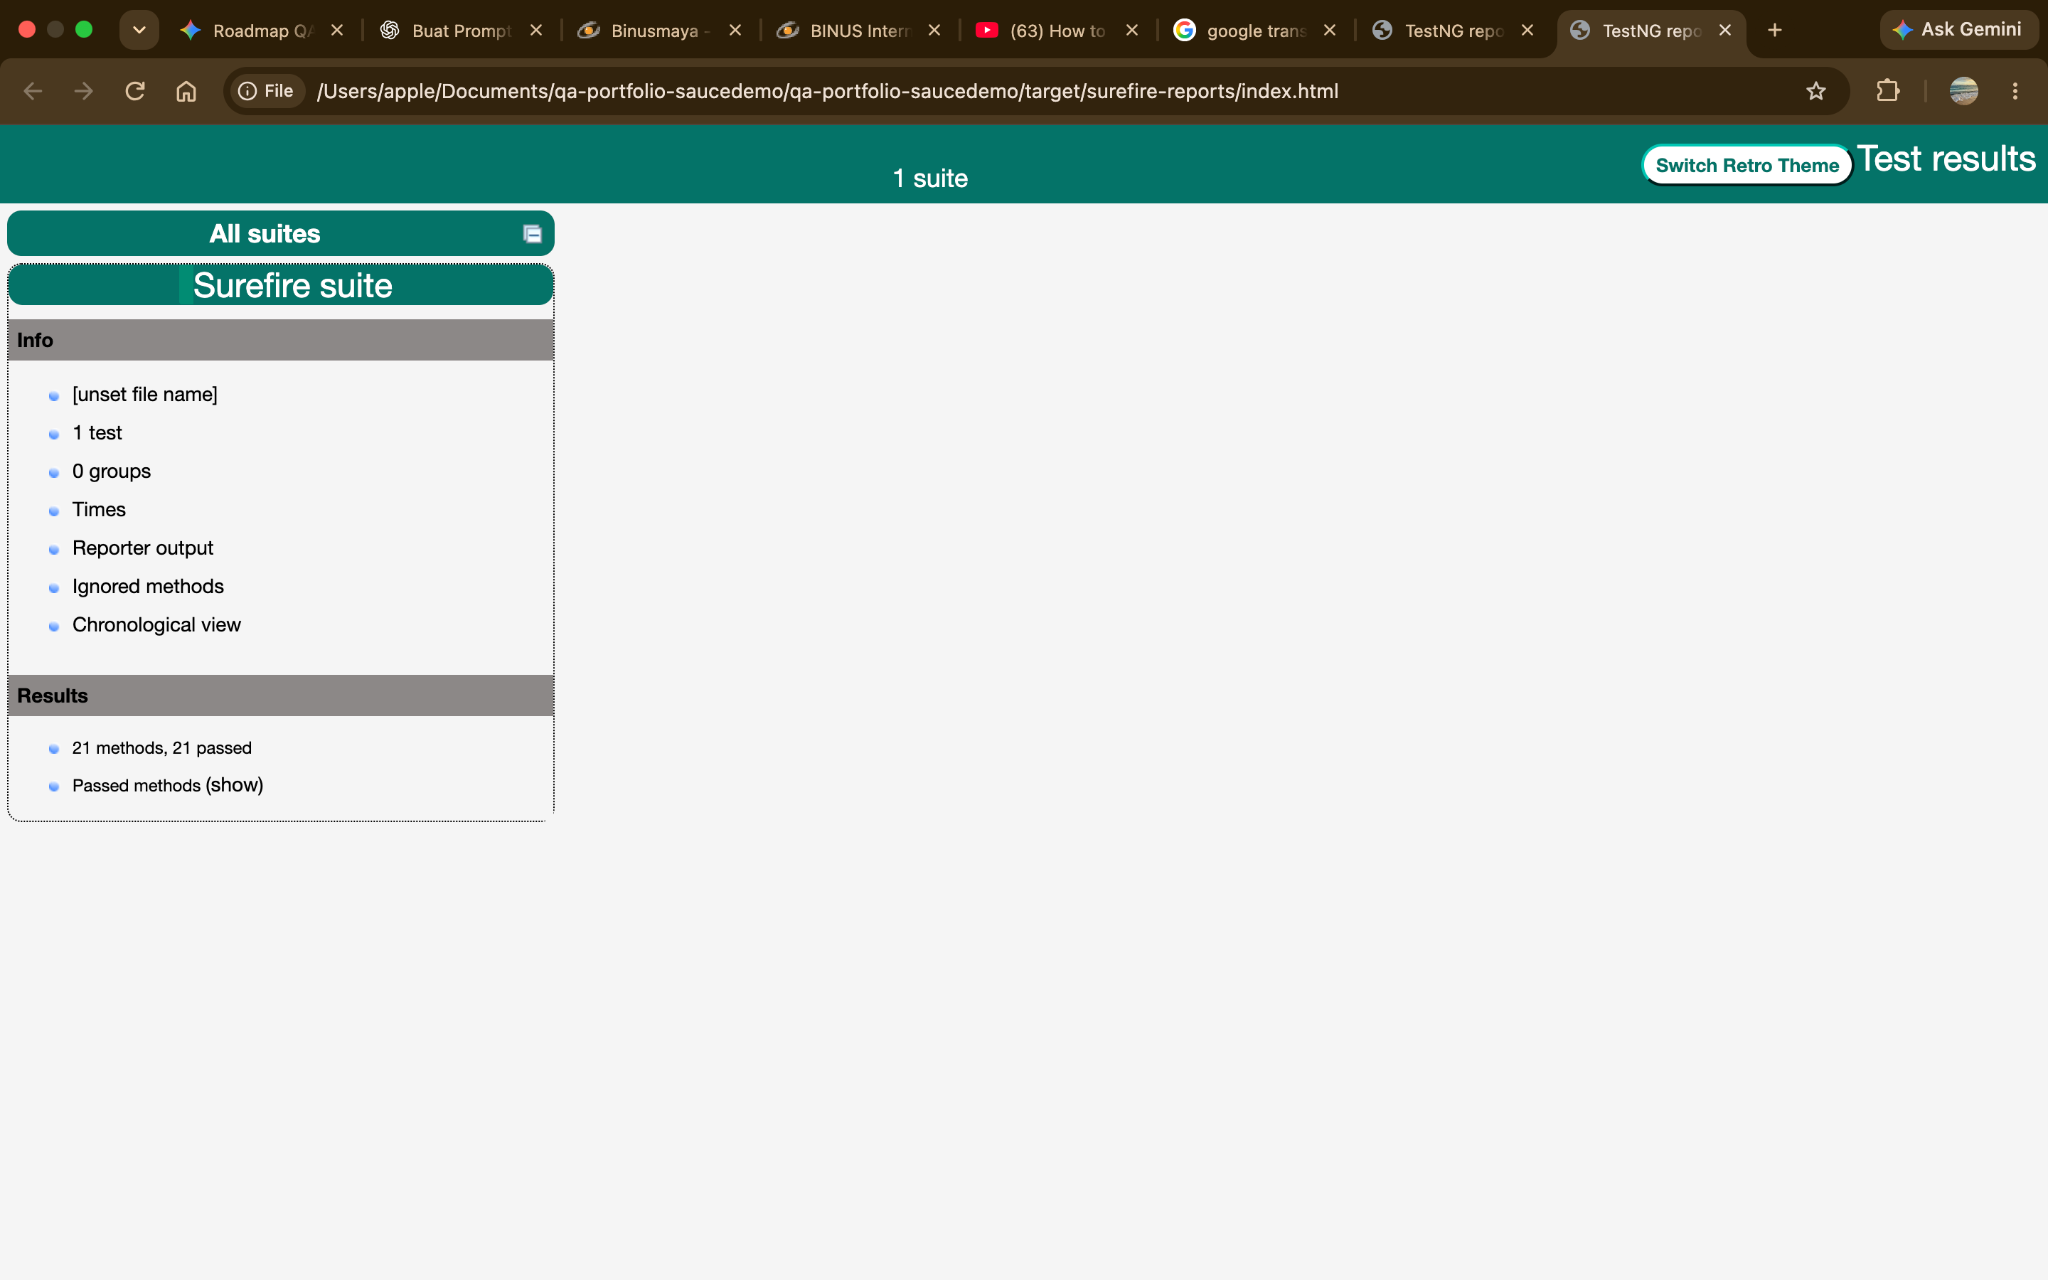 Roadmap QA
Buat Prompt
Binusmaya -
BINUS Intern
(63) How to
google trans
TestNG repo
TestNG repo
Ask Gemini
File
/Users/apple/Documents/qa-portfolio-saucedemo/qa-portfolio-saucedemo/target/surefire-reports/index.html
1 suite
Switch Retro Theme
Test results
All suites
Surefire suite
Info
[unset file name]
1 test
0 groups
Times
Reporter output
Ignored methods
Chronological view
Results
21 methods, 21 passed
Passed methods (show)